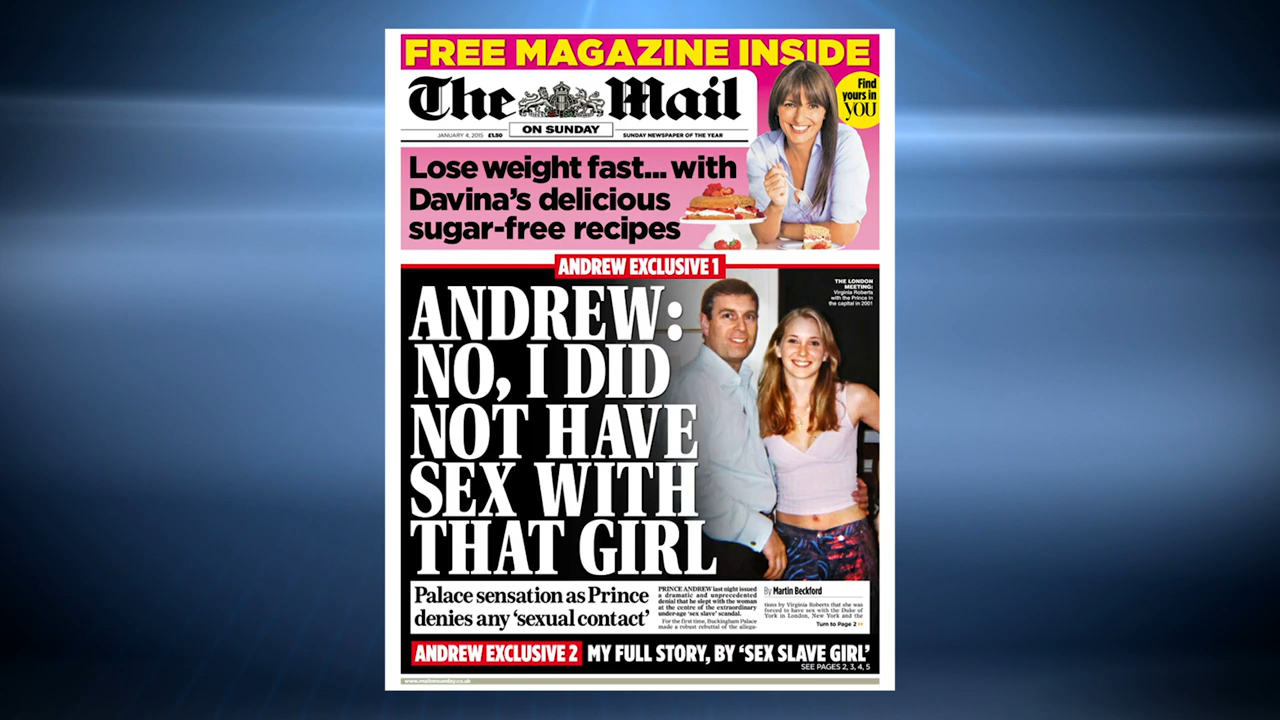 FREE MAGAZINE INSIDE
The Mail
ON SUNDAY
JANUARY 4, 2015 £1.50
SUNDAY NEWSPAPER OF THE YEAR
Find
yours in
YOU
Lose weight fast... with
Davina's delicious
sugar-free recipes
ANDREW EXCLUSIVE 1
ANDREW:
NO, I DID
NOT HAVE
SEX WITH
THAT GIRL
THE LONDON
MEETING:
Virginia Roberts
with the Prince in
the capital in 2001
Palace sensation as Prince
denies any 'sexual contact'
PRINCE ANDREW last night issued
a dramatic and unprecedented
denial that he slept with the woman
at the centre of the extraordinary
under-age 'sex slave' scandal.
For the first time, Buckingham Palace
made a robust rebuttal of the allega-
By Martin Beckford
tions by Virginia Roberts that she was
forced to have sex with the Duke of
York in London, New York and the
Turn to Page 2
ANDREW EXCLUSIVE 2 MY FULL STORY, BY 'SEX SLAVE GIRL'
SEE PAGES 2, 3, 4, 5
www.mailonsunday.co.uk